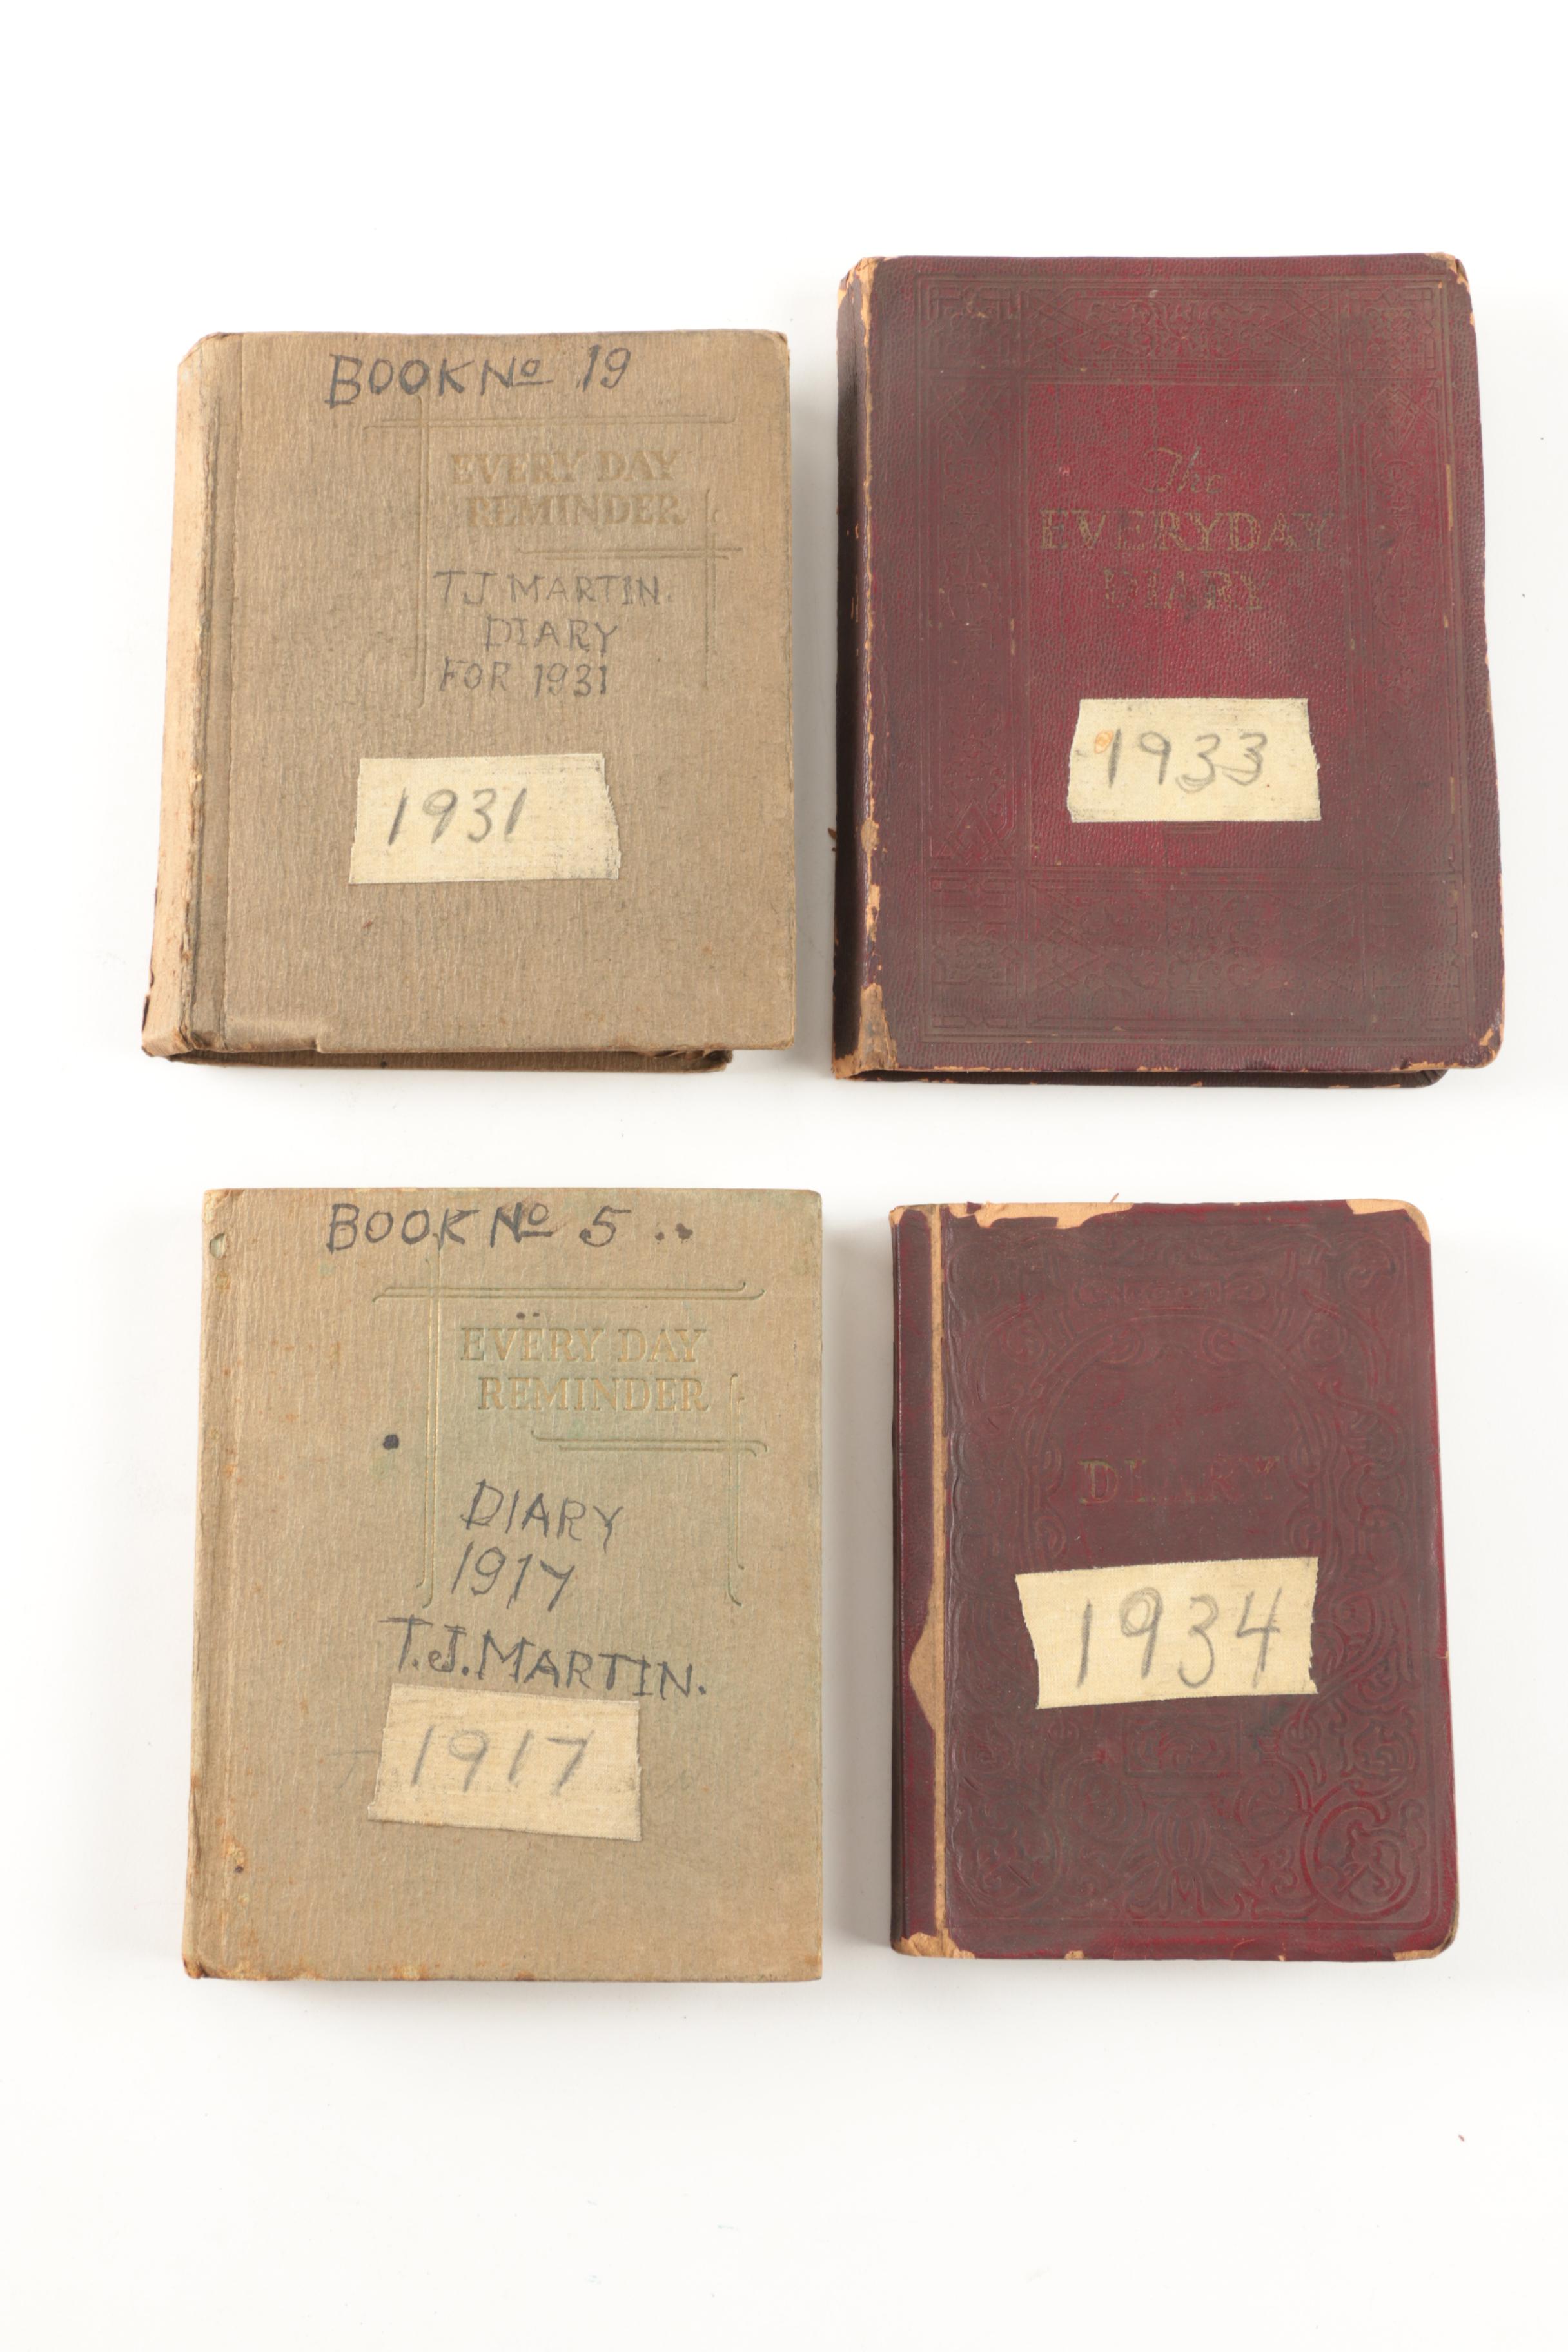 BOOK No 19
EVERY DAY
REMINDER
TJ MARTIN.
DIARY
FOR 1931
1931
The
EVERYDAY
DIARY
1933
BOOK No 5 ..
EVERY DAY
REMINDER
DIARY
1917
T.J.MARTIN.
1917
DIARY
1934